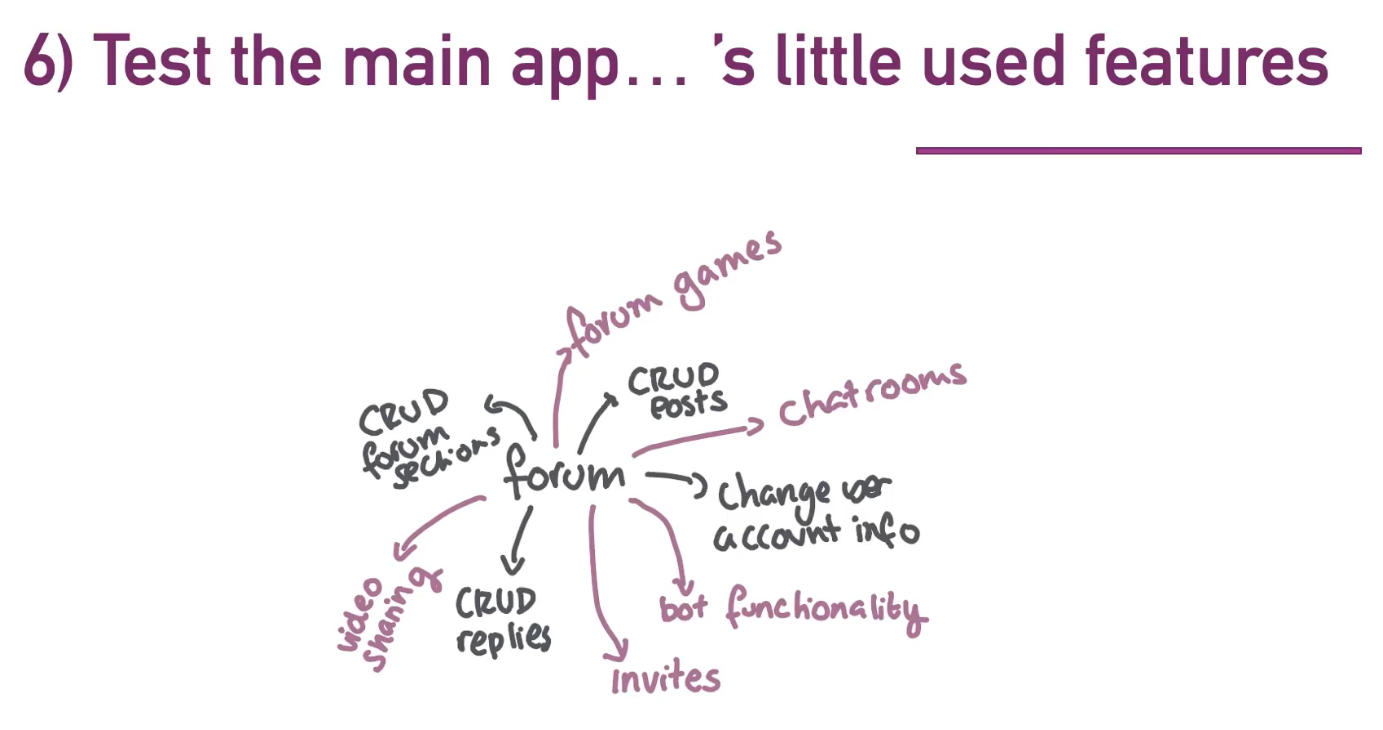 6) Test the main app... 's little used features
forum games
CRUD
posts
chatrooms
CRUD
forum
sections
forum
change user
account info
video
sharing
CRUD
replies
bot functionality
invites